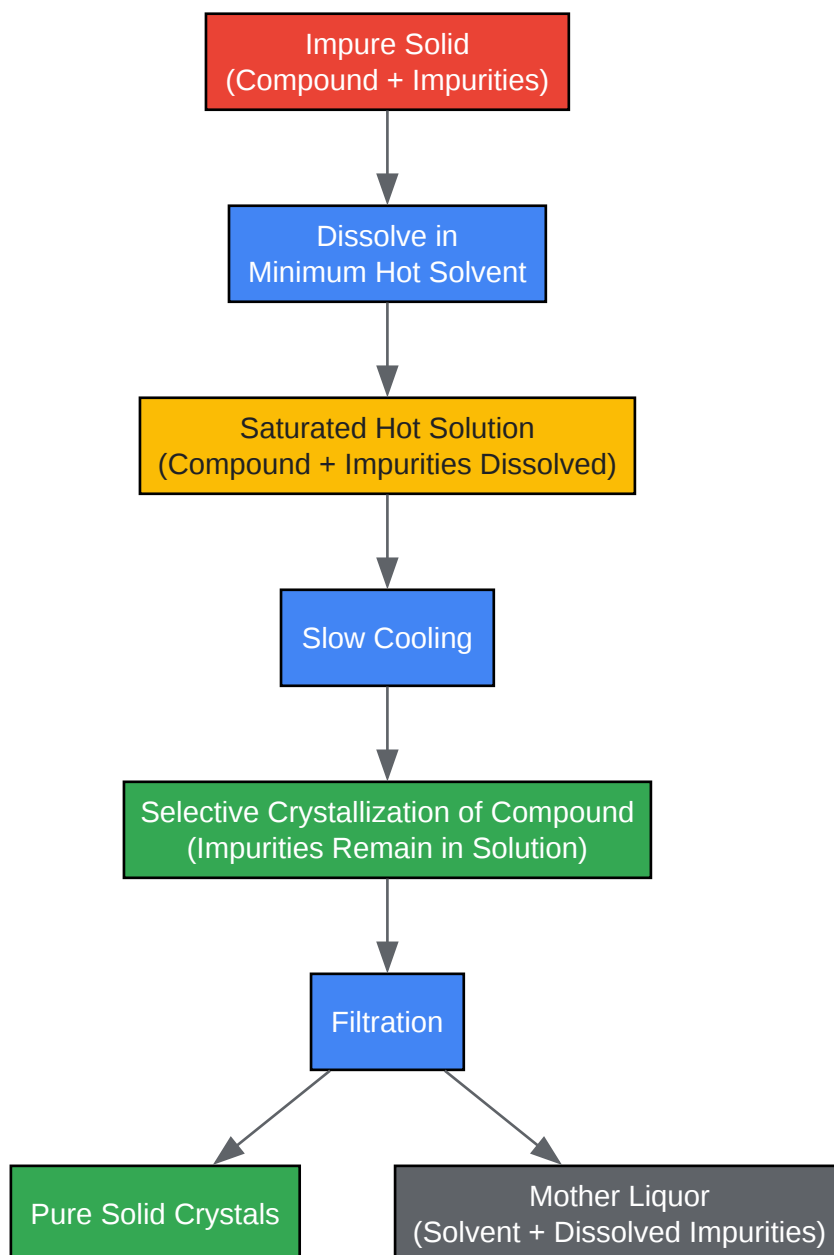 Impure Solid
(Compound + Impurities)
Dissolve in
Minimum Hot Solvent
Saturated Hot Solution
(Compound + Impurities Dissolved)
Slow Cooling
Selective Crystallization of Compound
(Impurities Remain in Solution)
Filtration
Pure Solid Crystals
Mother Liquor
(Solvent + Dissolved Impurities)